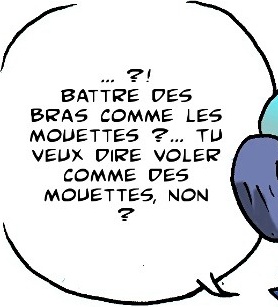 ... ?!
BATTRE DES
BRAS COMME LES
MOUETTES ?... TU
VEUX DIRE VOLER
COMME DES
MOUETTES, NON
?